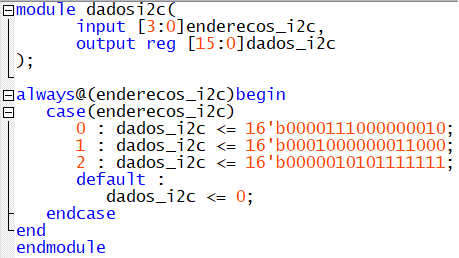 module dadosi2c(
input [3:0]enderecos_i2c,
output reg [15:0]dados_i2c
);
always@(enderecos_i2c)begin
case(enderecos_i2c)
0 : dados_i2c <= 16'b0000111000000010;
1 : dados_i2c <= 16'b0001000000011000;
2 : dados_i2c <= 16'b0000010101111111;
default :
dados_i2c <= 0;
endcase
end
endmodule